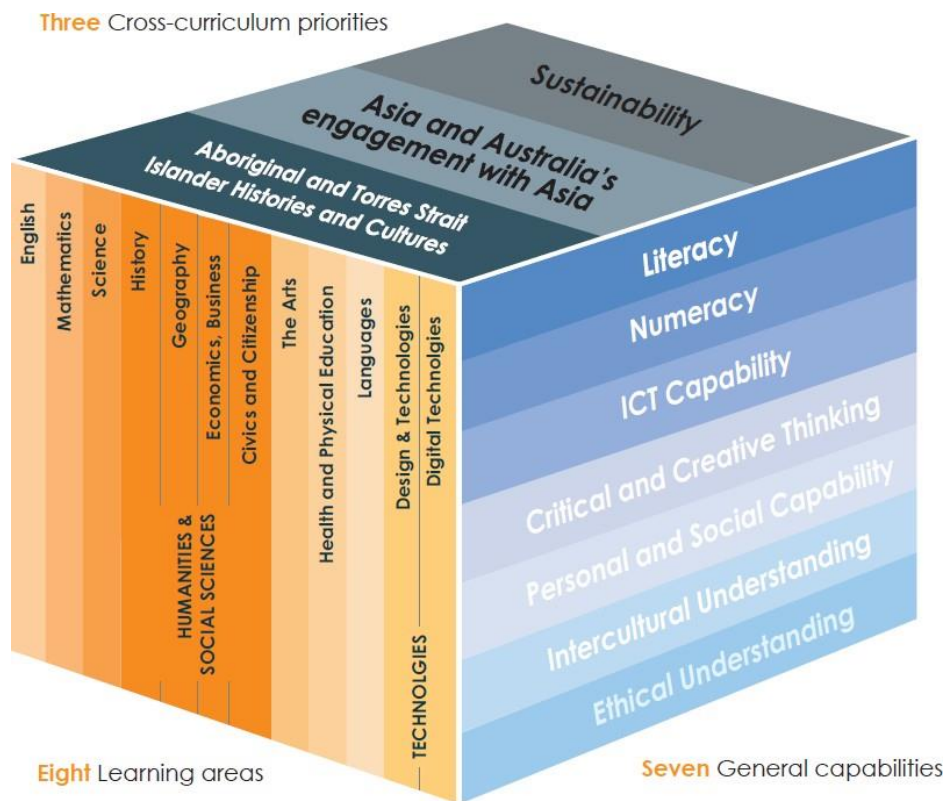 Three Cross-curriculum priorities
Sustainability
Asia and Australia's
engagement with Asia
Aboriginal and Torres Strait
Islander Histories and Cultures
English
Mathematics
Science
History
Geography
Economics, Business
Civics and Citizenship
HUMANITIES &
SOCIAL SCIENCES
The Arts
Health and Physical Education
Languages
Design & Technologies
Digital Technolgies
TECHNOLGIES
Literacy
Numeracy
ICT Capability
Critical and Creative Thinking
Personal and Social Capability
Intercultural Understanding
Ethical Understanding
Eight Learning areas
Seven General capabilities